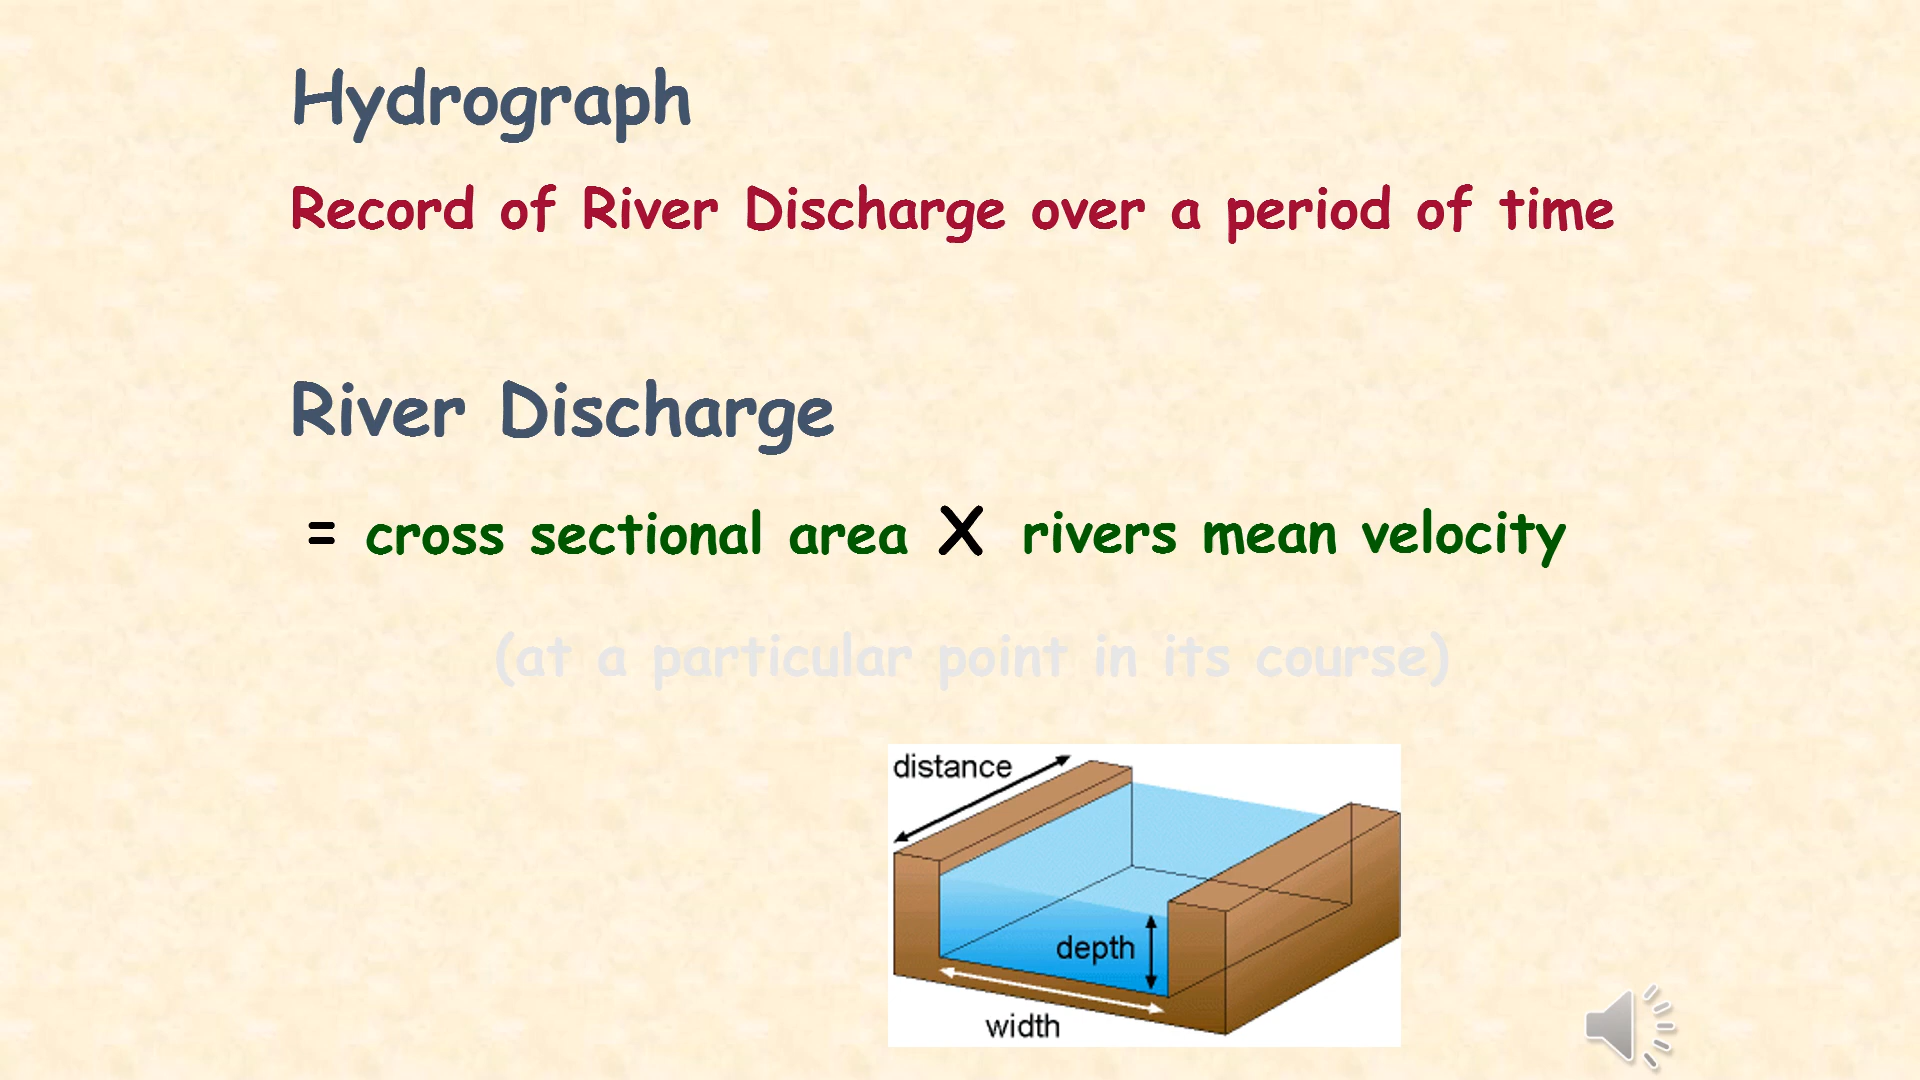 Hydrograph
Record of River Discharge over a period of time
River Discharge
= cross sectional area X rivers mean velocity
(at a particular point in its course)
distance
depth
width